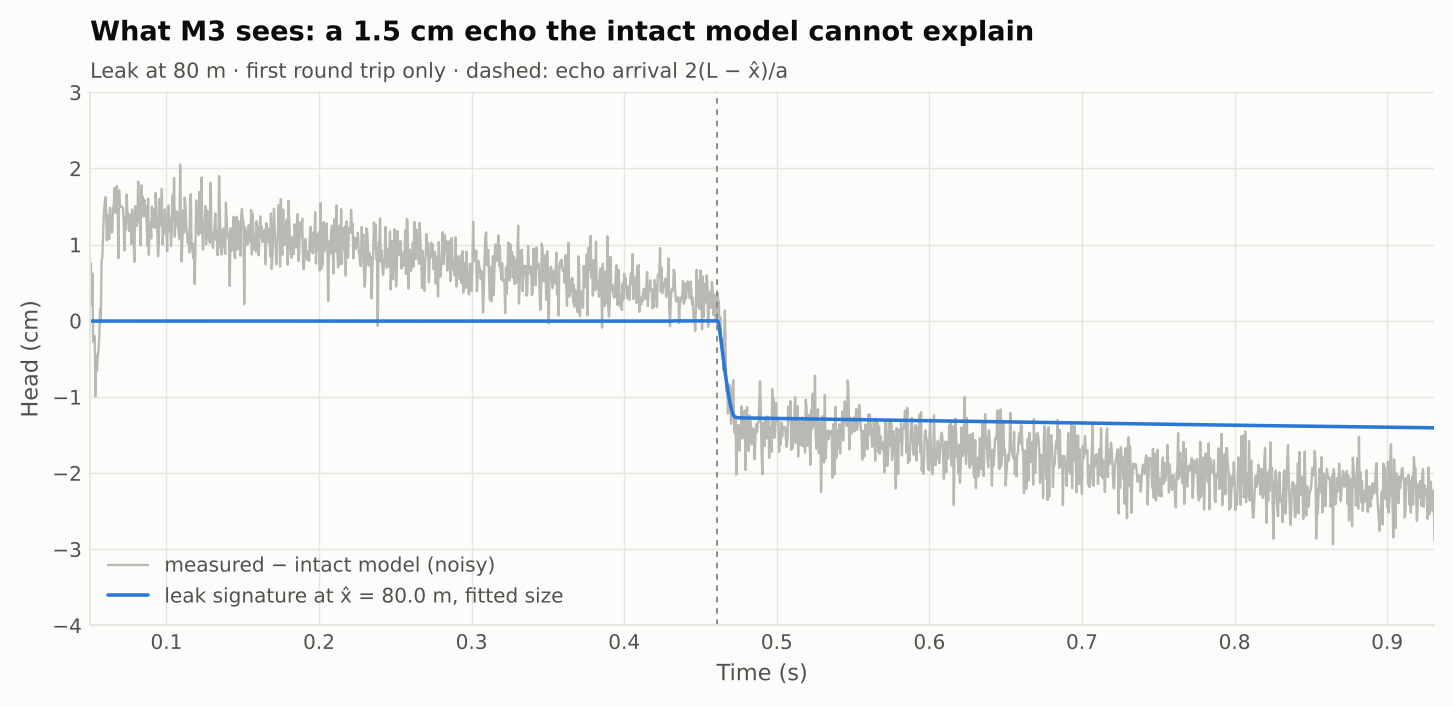 What M3 sees: a 1.5 cm echo the intact model cannot explain
Leak at 80 m · first round trip only · dashed: echo arrival 2(L − x̂)/a
3
2
1
0
−1
−2
−3
−4
Head (cm)
measured − intact model (noisy)
leak signature at x̂ = 80.0 m, fitted size
0.1 0.2 0.3 0.4 0.5 0.6 0.7 0.8 0.9
Time (s)